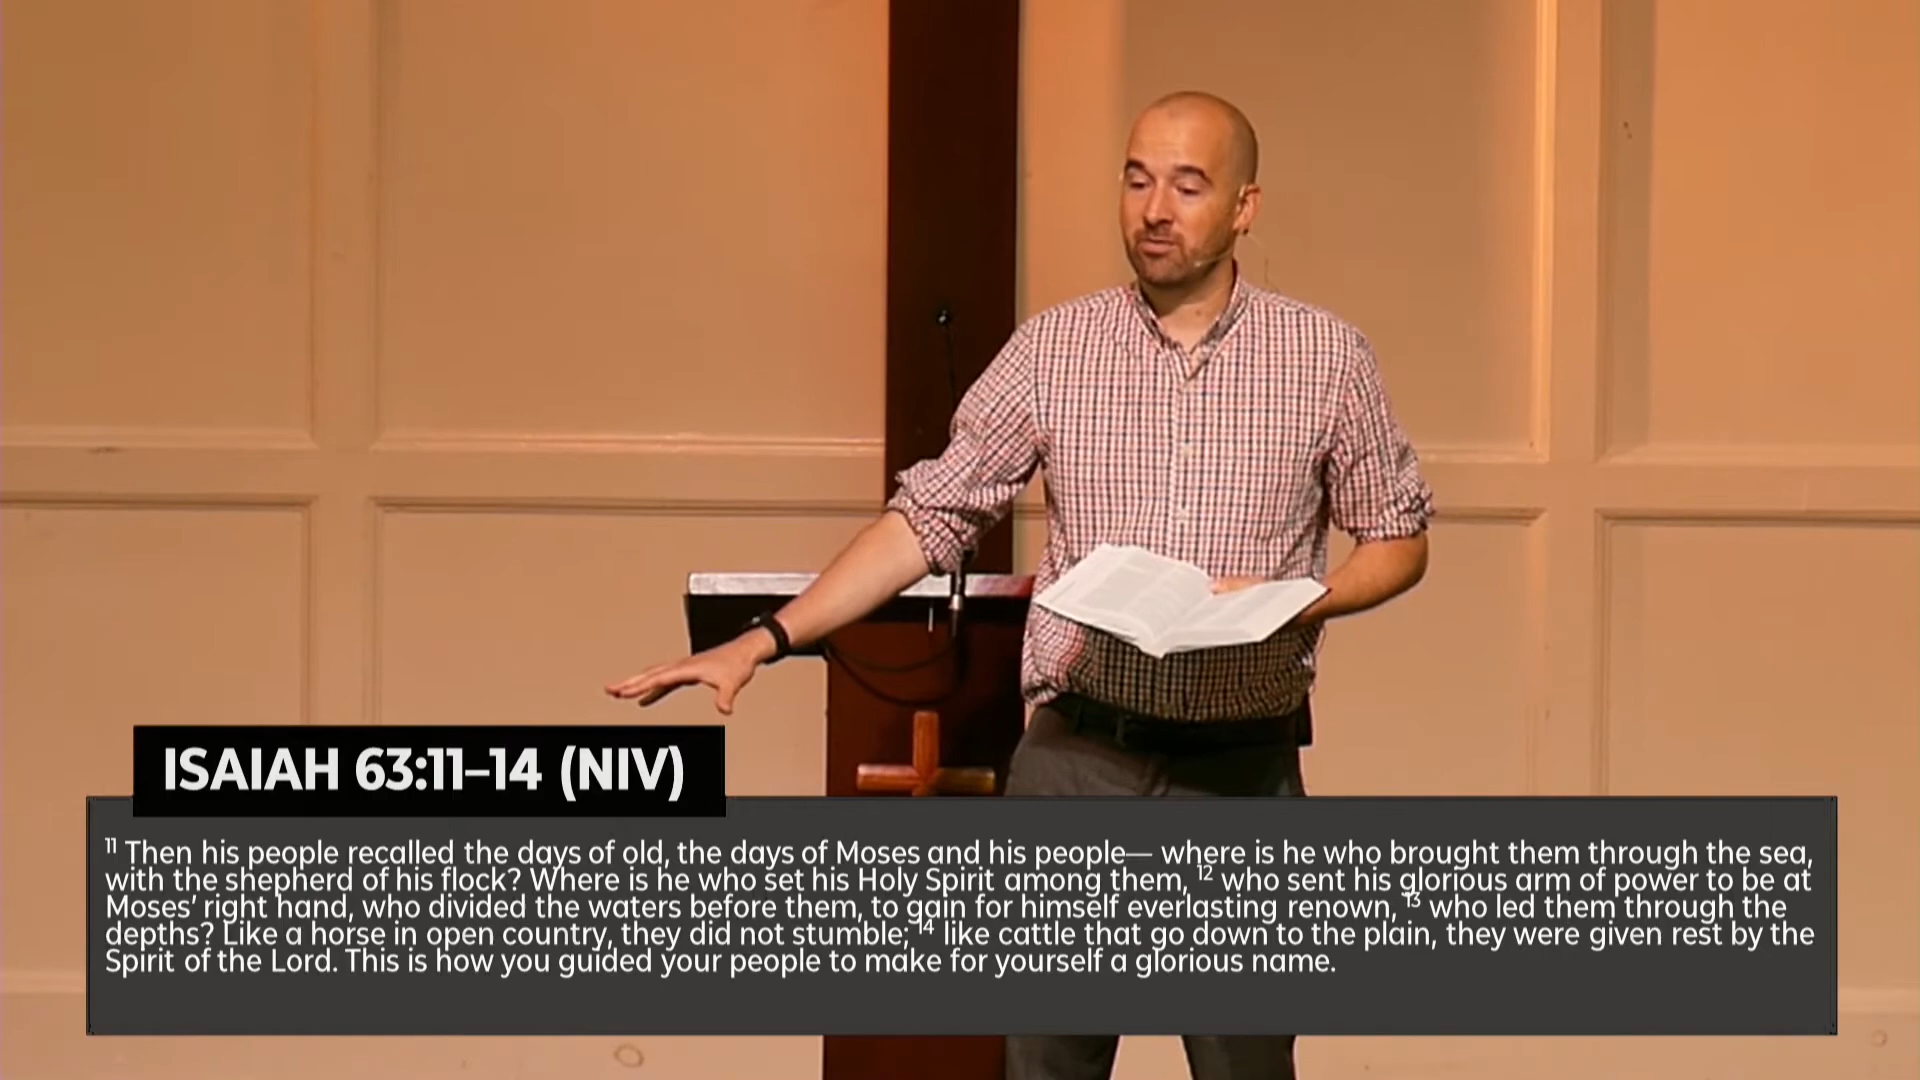 ISAIAH 63:11–14 (NIV)
11 Then his people recalled the days of old, the days of Moses and his people— where is he who brought them through the sea,
with the shepherd of his flock? Where is he who set his Holy Spirit among them, 12 who sent his glorious arm of power to be at
Moses’ right hand, who divided the waters before them, to gain for himself everlasting renown, 13 who led them through the
depths? Like a horse in open country, they did not stumble; 14 like cattle that go down to the plain, they were given rest by the
Spirit of the Lord. This is how you guided your people to make for yourself a glorious name.